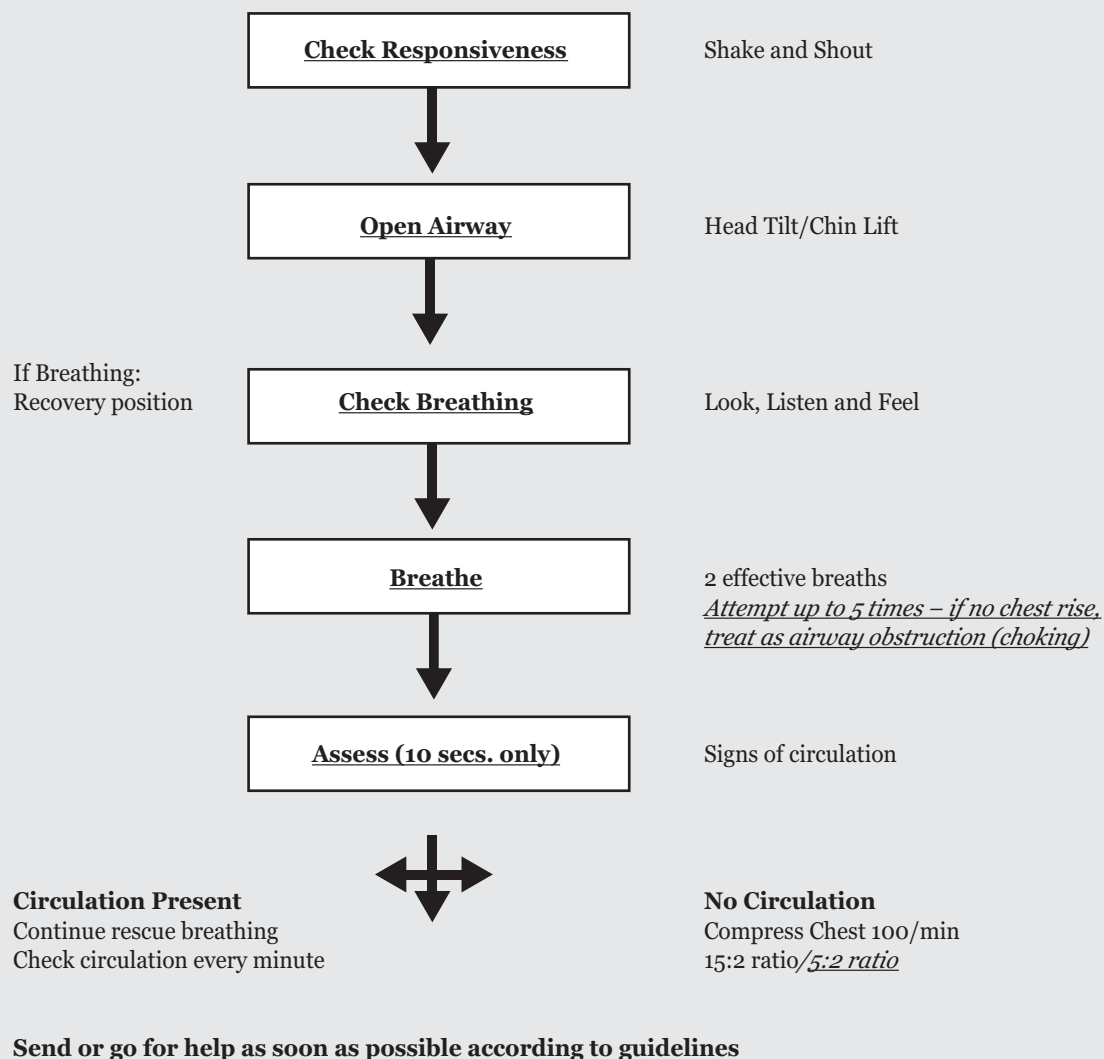 Check Responsiveness
Shake and Shout
Open Airway
Head Tilt/Chin Lift
If Breathing:
Recovery position
Check Breathing
Look, Listen and Feel
Breathe
2 effective breaths
Attempt up to 5 times – if no chest rise,
treat as airway obstruction (choking)
Assess (10 secs. only)
Signs of circulation
Circulation Present
Continue rescue breathing
Check circulation every minute
No Circulation
Compress Chest 100/min
15:2 ratio/5:2 ratio
Send or go for help as soon as possible according to guidelines